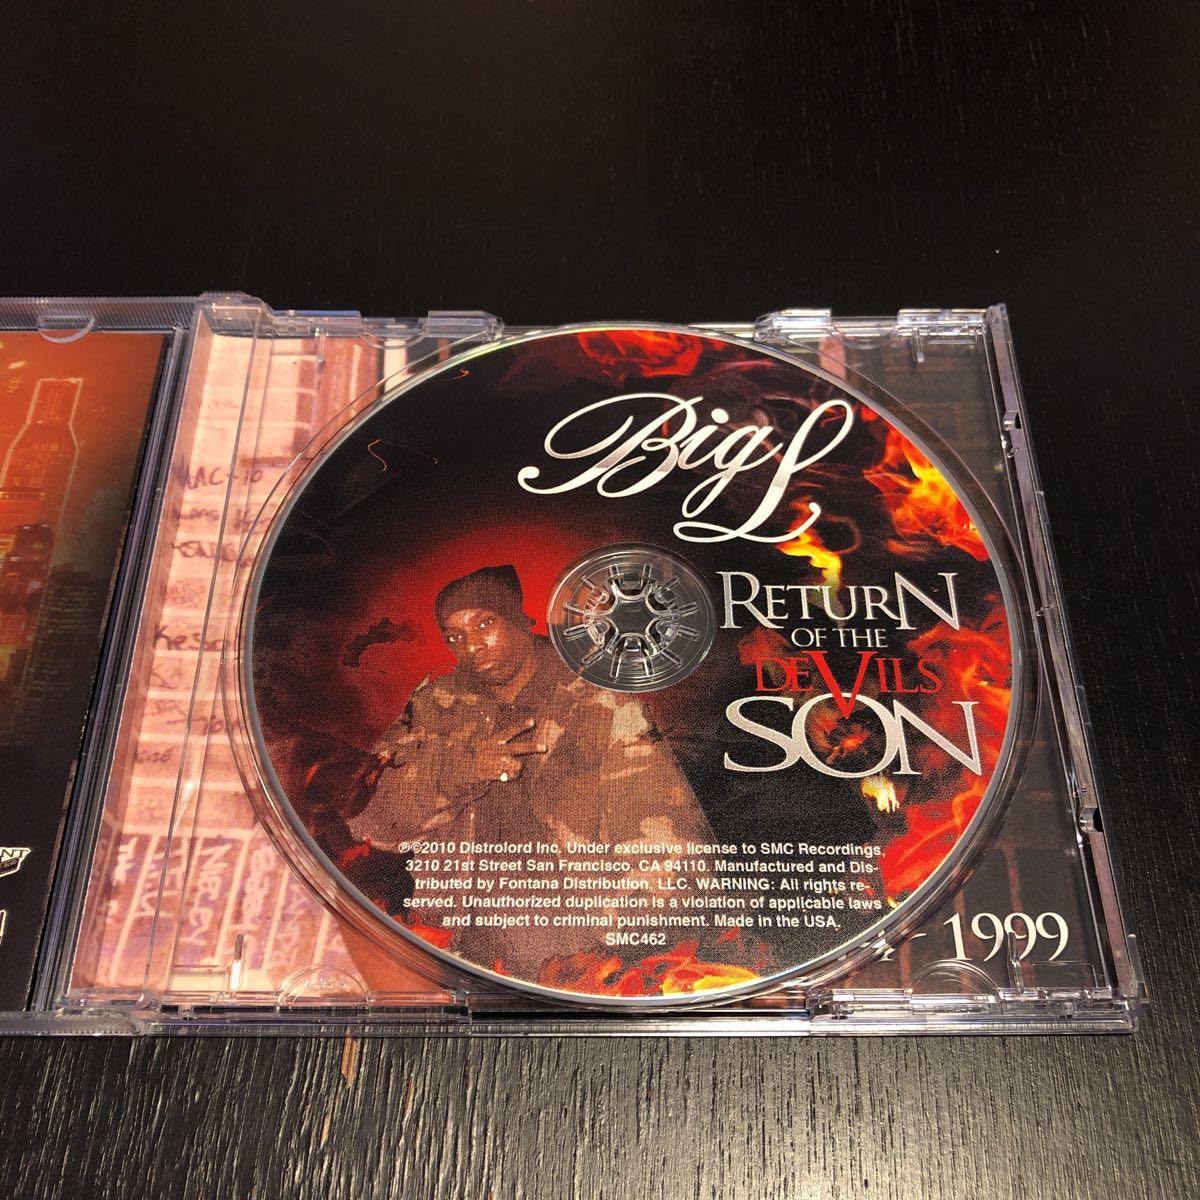 Big L
RETURN
OF THE
DEVILS
SON
MAC-10
℗©2010 Distrolord Inc. Under exclusive license to SMC Recordings,
3210 21st Street San Francisco, CA 94110. Manufactured and Dis-
tributed by Fontana Distribution, LLC. WARNING: All rights re-
served. Unauthorized duplication is a violation of applicable laws
and subject to criminal punishment. Made in the USA.
SMC462
- 1999